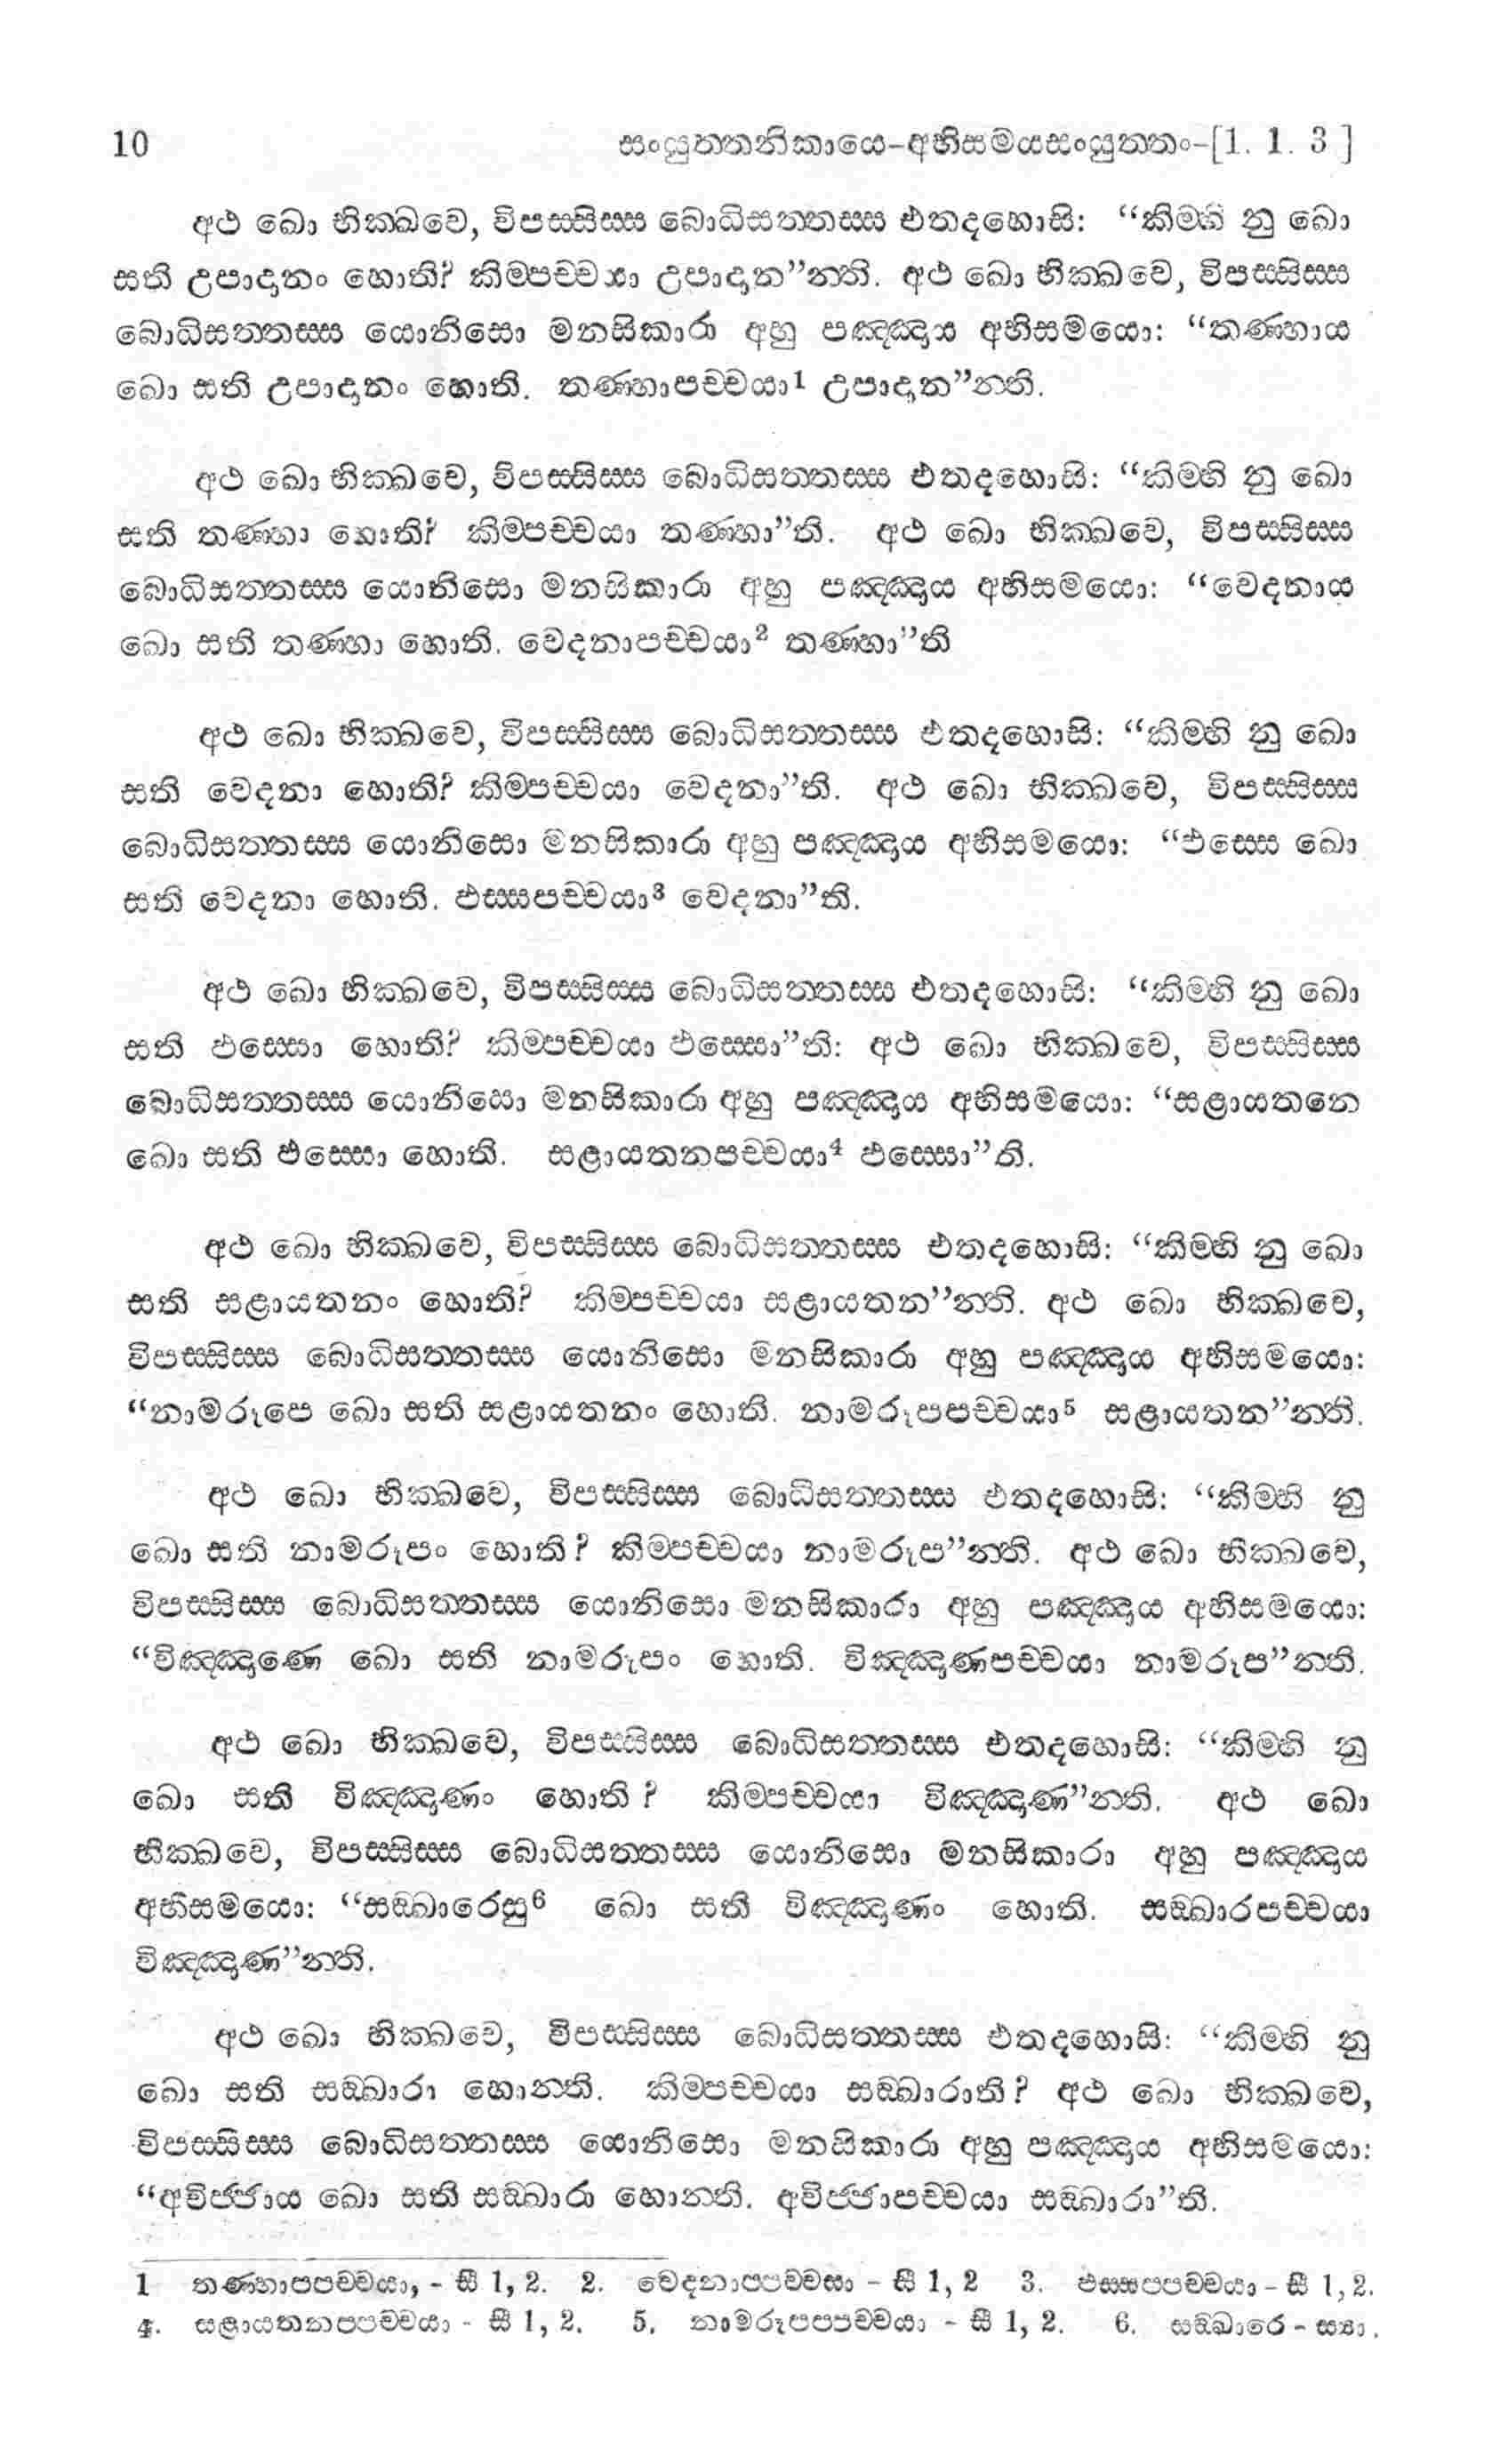 10 සංයුත්තනිකායෙ-අභිසමයසංයුත්තං-[1. 1. 3 ]
අථ ඛො භික්ඛවෙ, විපස්සිස්ස බොධිසත්තස්ස එතදහොසි: “කිම්හි නු ඛො
සති උපාදානං හොති? කිම්පච්චයා උපාදාන”න්ති. අථ ඛො භික්ඛවෙ, විපස්සිස්ස
බොධිසත්තස්ස යොනිසො මනසිකාරා අහු පඤ්ඤාය අභිසමයො: “තණ්හාය
ඛො සති උපාදානං හොති. තණ්හාපච්චයා1 උපාදාන”න්ති.
අථ ඛො භික්ඛවෙ, විපස්සිස්ස බොධිසත්තස්ස එතදහොසි: “කිම්හි නු ඛො
සති තණ්හා හොති? කිම්පච්චයා තණ්හා”ති. අථ ඛො භික්ඛවෙ, විපස්සිස්ස
බොධිසත්තස්ස යොනිසො මනසිකාරා අහු පඤ්ඤාය අභිසමයො: “වෙදනාය
ඛො සති තණ්හා හොති. වෙදනාපච්චයා2 තණ්හා”ති
අථ ඛො භික්ඛවෙ, විපස්සිස්ස බොධිසත්තස්ස එතදහොසි: “කිම්හි නු ඛො
සති වෙදනා හොති? කිම්පච්චයා වෙදනා”ති. අථ ඛො භික්ඛවෙ, විපස්සිස්ස
බොධිසත්තස්ස යොනිසො මනසිකාරා අහු පඤ්ඤාය අභිසමයො: “ඵස්සෙ ඛො
සති වෙදනා හොති. ඵස්සපච්චයා3 වෙදනා”ති.
අථ ඛො භික්ඛවෙ, විපස්සිස්ස බොධිසත්තස්ස එතදහොසි: “කිම්හි නු ඛො
සති ඵස්සො හොති? කිම්පච්චයා ඵස්සො”ති: අථ ඛො භික්ඛවෙ, විපස්සිස්ස
බොධිසත්තස්ස යොනිසො මනසිකාරා අහු පඤ්ඤාය අභිසමයො: “සළායතනෙ
ඛො සති ඵස්සො හොති. සළායතනපච්චයා4 ඵස්සො”ති.
අථ ඛො භික්ඛවෙ, විපස්සිස්ස බොධිසත්තස්ස එතදහොසි: “කිම්හි නු ඛො
සති සළායතනං හොති? කිම්පච්චයා සළායතන”න්ති. අථ ඛො භික්ඛවෙ,
විපස්සිස්ස බොධිසත්තස්ස යොනිසො මනසිකාරා අහු පඤ්ඤාය අභිසමයො:
“නාමරූපෙ ඛො සති සළායතනං හොති. නාමරූපපච්චයා5 සළායතන”න්ති.
අථ ඛො භික්ඛවෙ, විපස්සිස්ස බොධිසත්තස්ස එතදහොසි: “කිම්හි නු
ඛො සති නාමරූපං හොති? කිම්පච්චයා නාමරූප”න්ති. අථ ඛො භික්ඛවෙ,
විපස්සිස්ස බොධිසත්තස්ස යොනිසො මනසිකාරා අහු පඤ්ඤාය අභිසමයො:
“විඤ්ඤාණෙ ඛො සති නාමරූපං හොති. විඤ්ඤාණපච්චයා නාමරූප”න්ති.
අථ ඛො භික්ඛවෙ, විපස්සිස්ස බොධිසත්තස්ස එතදහොසි: “කිම්හි නු
ඛො සති විඤ්ඤාණං හොති? කිම්පච්චයා විඤ්ඤාණ”න්ති. අථ ඛො
භික්ඛවෙ, විපස්සිස්ස බොධිසත්තස්ස යොනිසො මනසිකාරා අහු පඤ්ඤාය
අභිසමයො: “සඞ්ඛාරෙසු6 ඛො සති විඤ්ඤාණං හොති. සඞ්ඛාරපච්චයා
විඤ්ඤාණ”න්ති.
අථ ඛො භික්ඛවෙ, විපස්සිස්ස බොධිසත්තස්ස එතදහොසි: “කිම්හි නු
ඛො සති සඞ්ඛාරා හොන්ති. කිම්පච්චයා සඞ්ඛාරාති? අථ ඛො භික්ඛවෙ,
විපස්සිස්ස බොධිසත්තස්ස යොනිසො මනසිකාරා අහු පඤ්ඤාය අභිසමයො:
“අවිජ්ජාය ඛො සති සඞ්ඛාරා හොන්ති. අවිජ්ජාපච්චයා සඞ්ඛාරා”ති.
1 තණ්හාපපච්චයා, - සී 1, 2. 2. වෙදනාපපච්චයා - සී 1, 2 3. ඵස්සපපච්චයා - සී 1, 2.
4. සළායතනපපච්චයා - සී 1, 2. 5. නාමරූපපපච්චයා - සී 1, 2. 6. සඞ්ඛාරෙ - ස්‍යා.